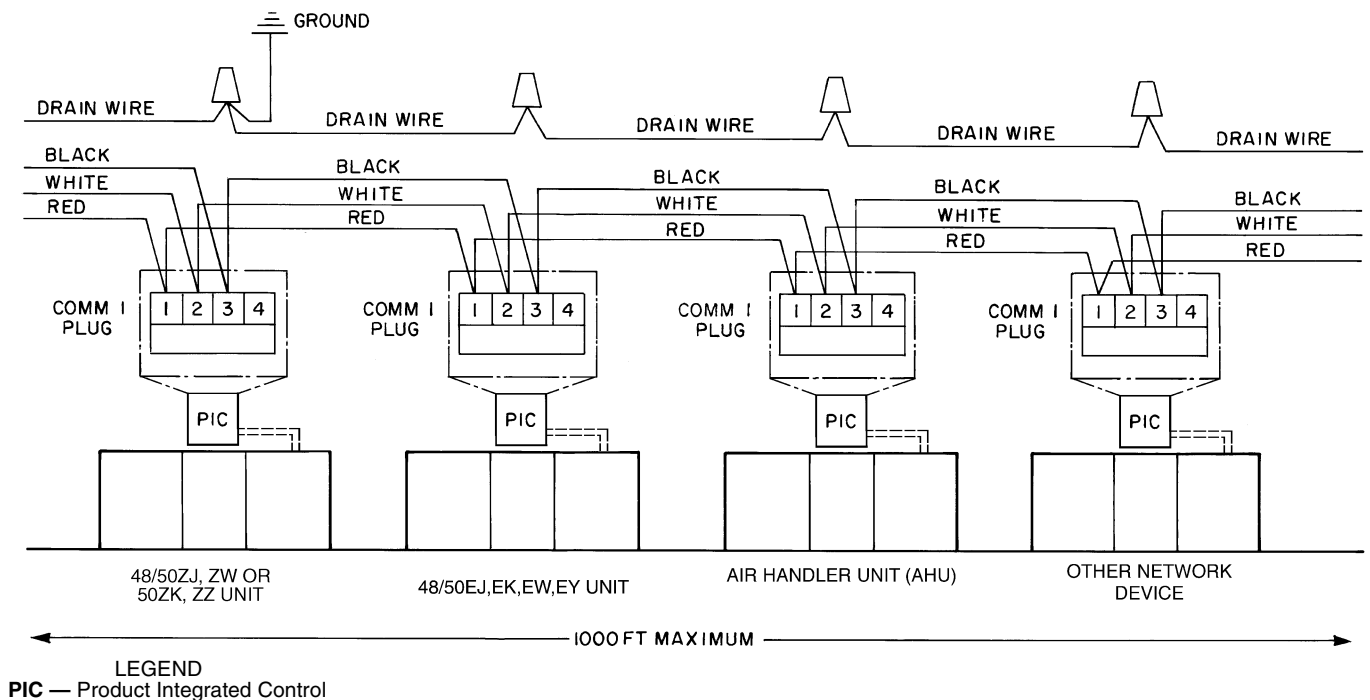 GROUND
DRAIN WIRE
DRAIN WIRE
DRAIN WIRE
DRAIN WIRE
DRAIN WIRE
BLACK
WHITE
RED
BLACK
WHITE
RED
BLACK
WHITE
RED
BLACK
WHITE
RED
BLACK
WHITE
RED
COMM 1
PLUG
1 2 3 4
COMM 1
PLUG
1 2 3 4
COMM 1
PLUG
1 2 3 4
COMM 1
PLUG
1 2 3 4
PIC
PIC
PIC
PIC
48/50ZJ, ZW OR
50ZK, ZZ UNIT
48/50EJ,EK,EW,EY UNIT
AIR HANDLER UNIT (AHU)
OTHER NETWORK
DEVICE
1000 FT MAXIMUM
LEGEND
PIC — Product Integrated Control